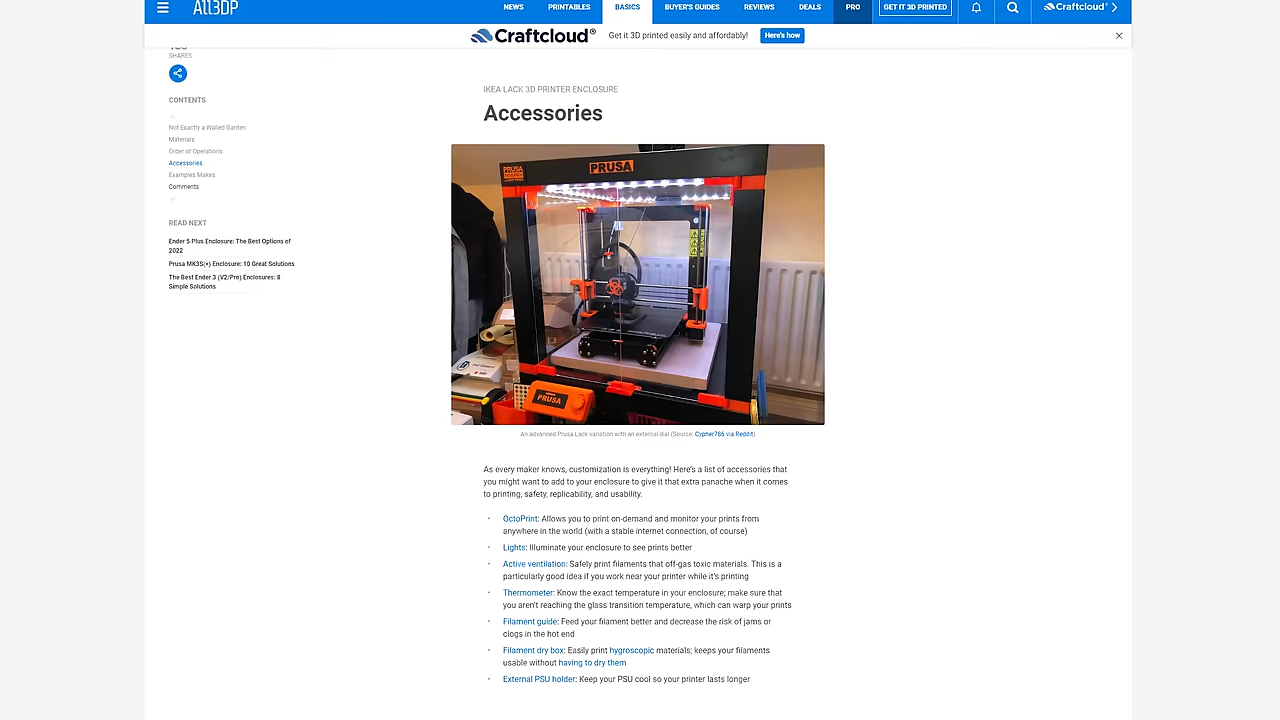 All3DP
NEWS
PRINTABLES
BASICS
BUYER'S GUIDES
REVIEWS
DEALS
PRO
GET IT 3D PRINTED
Craftcloud®
Craftcloud® Get it 3D printed easily and affordably! Here's how
SHARES
CONTENTS
Not Exactly a Walled Garden
Materials
Order of Operations
Accessories
Examples Makes
Comments
READ NEXT
Ender 5 Plus Enclosure: The Best Options of
2022
Prusa MK3S(+) Enclosure: 10 Great Solutions
The Best Ender 3 (V2/Pro) Enclosures: 8
Simple Solutions
IKEA LACK 3D PRINTER ENCLOSURE
Accessories
PRUSA
PRUSA
PRUSA
An advanced Prusa Lack variation with an external dial (Source: Cypher786 via Reddit)
As every maker knows, customization is everything! Here's a list of accessories that
you might want to add to your enclosure to give it that extra panache when it comes
to printing, safety, replicability, and usability.
OctoPrint: Allows you to print on-demand and monitor your prints from
anywhere in the world (with a stable internet connection, of course)
Lights: Illuminate your enclosure to see prints better
Active ventilation: Safely print filaments that off-gas toxic materials. This is a
particularly good idea if you work near your printer while it's printing
Thermometer: Know the exact temperature in your enclosure; make sure that
you aren't reaching the glass transition temperature, which can warp your prints
Filament guide: Feed your filament better and decrease the risk of jams or
clogs in the hot end
Filament dry box: Easily print hygroscopic materials; keeps your filaments
usable without having to dry them
External PSU holder: Keep your PSU cool so your printer lasts longer